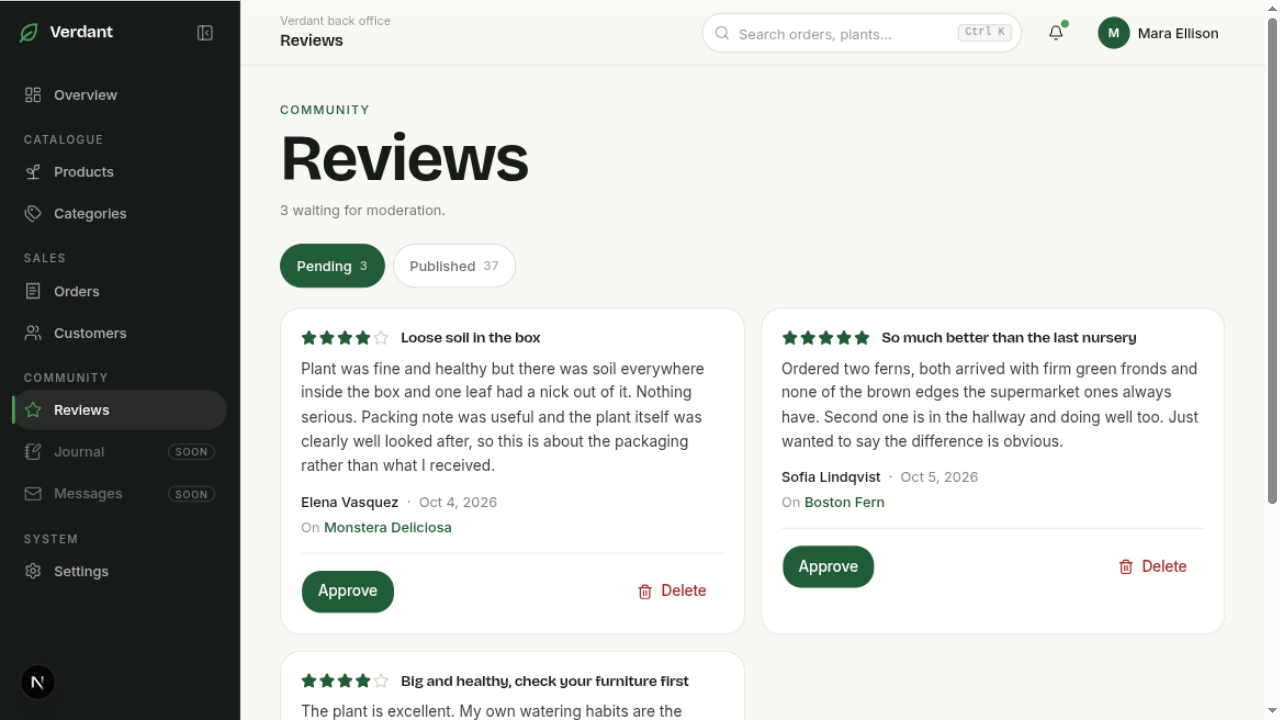 Verdant
Overview
CATALOGUE
Products
Categories
SALES
Orders
Customers
COMMUNITY
Reviews
Journal SOON
Messages SOON
SYSTEM
Settings
N
Verdant back office
Reviews
Search orders, plants... Ctrl K
M Mara Ellison
COMMUNITY
Reviews
3 waiting for moderation.
Pending 3 Published 37
Loose soil in the box
Plant was fine and healthy but there was soil everywhere
inside the box and one leaf had a nick out of it. Nothing
serious. Packing note was useful and the plant itself was
clearly well looked after, so this is about the packaging
rather than what I received.
Elena Vasquez · Oct 4, 2026
On Monstera Deliciosa
Approve Delete
So much better than the last nursery
Ordered two ferns, both arrived with firm green fronds and
none of the brown edges the supermarket ones always
have. Second one is in the hallway and doing well too. Just
wanted to say the difference is obvious.
Sofia Lindqvist · Oct 5, 2026
On Boston Fern
Approve Delete
Big and healthy, check your furniture first
The plant is excellent. My own watering habits are the